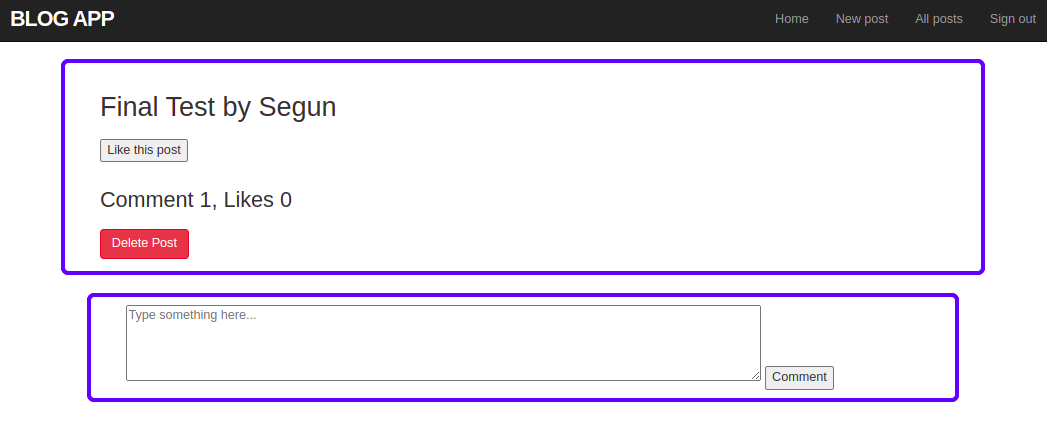 BLOG APP
Home New post All posts Sign out
Final Test by Segun
Like this post
Comment 1, Likes 0
Delete Post
Type something here...
Comment